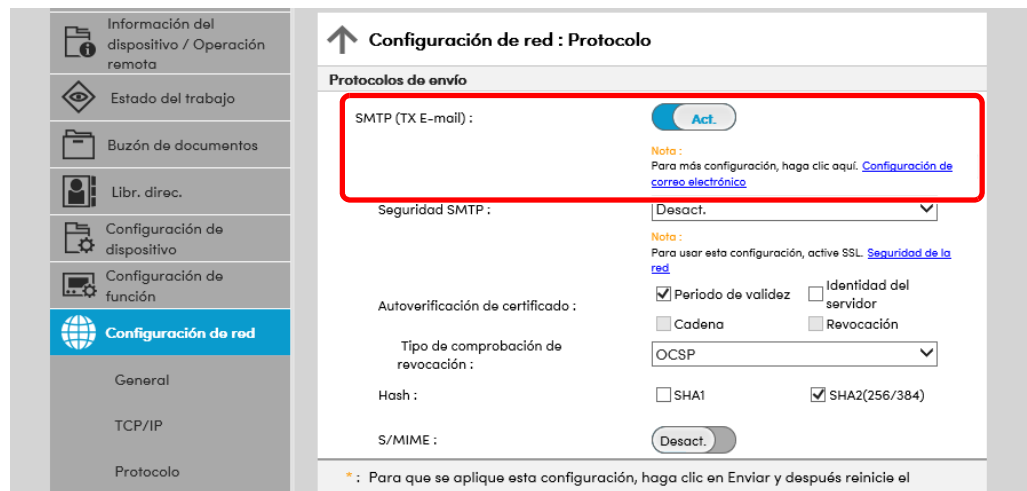 Información del
dispositivo / Operación
remota
Estado del trabajo
Buzón de documentos
Libr. direc.
Configuración de
dispositivo
Configuración de
función
Configuración de red
General
TCP/IP
Protocolo
Configuración de red : Protocolo
Protocolos de envío
SMTP (TX E-mail) :
Act.
Nota :
Para más configuración, haga clic aquí. Configuración de
correo electrónico
Seguridad SMTP :
Desact.
Nota :
Para usar esta configuración, active SSL. Seguridad de la
red
Autoverificación de certificado :
Periodo de validez
Identidad del
servidor
Cadena
Revocación
Tipo de comprobación de
revocación :
OCSP
Hash :
SHA1
SHA2(256/384)
S/MIME :
Desact.
* : Para que se aplique esta configuración, haga clic en Enviar y después reinicie el